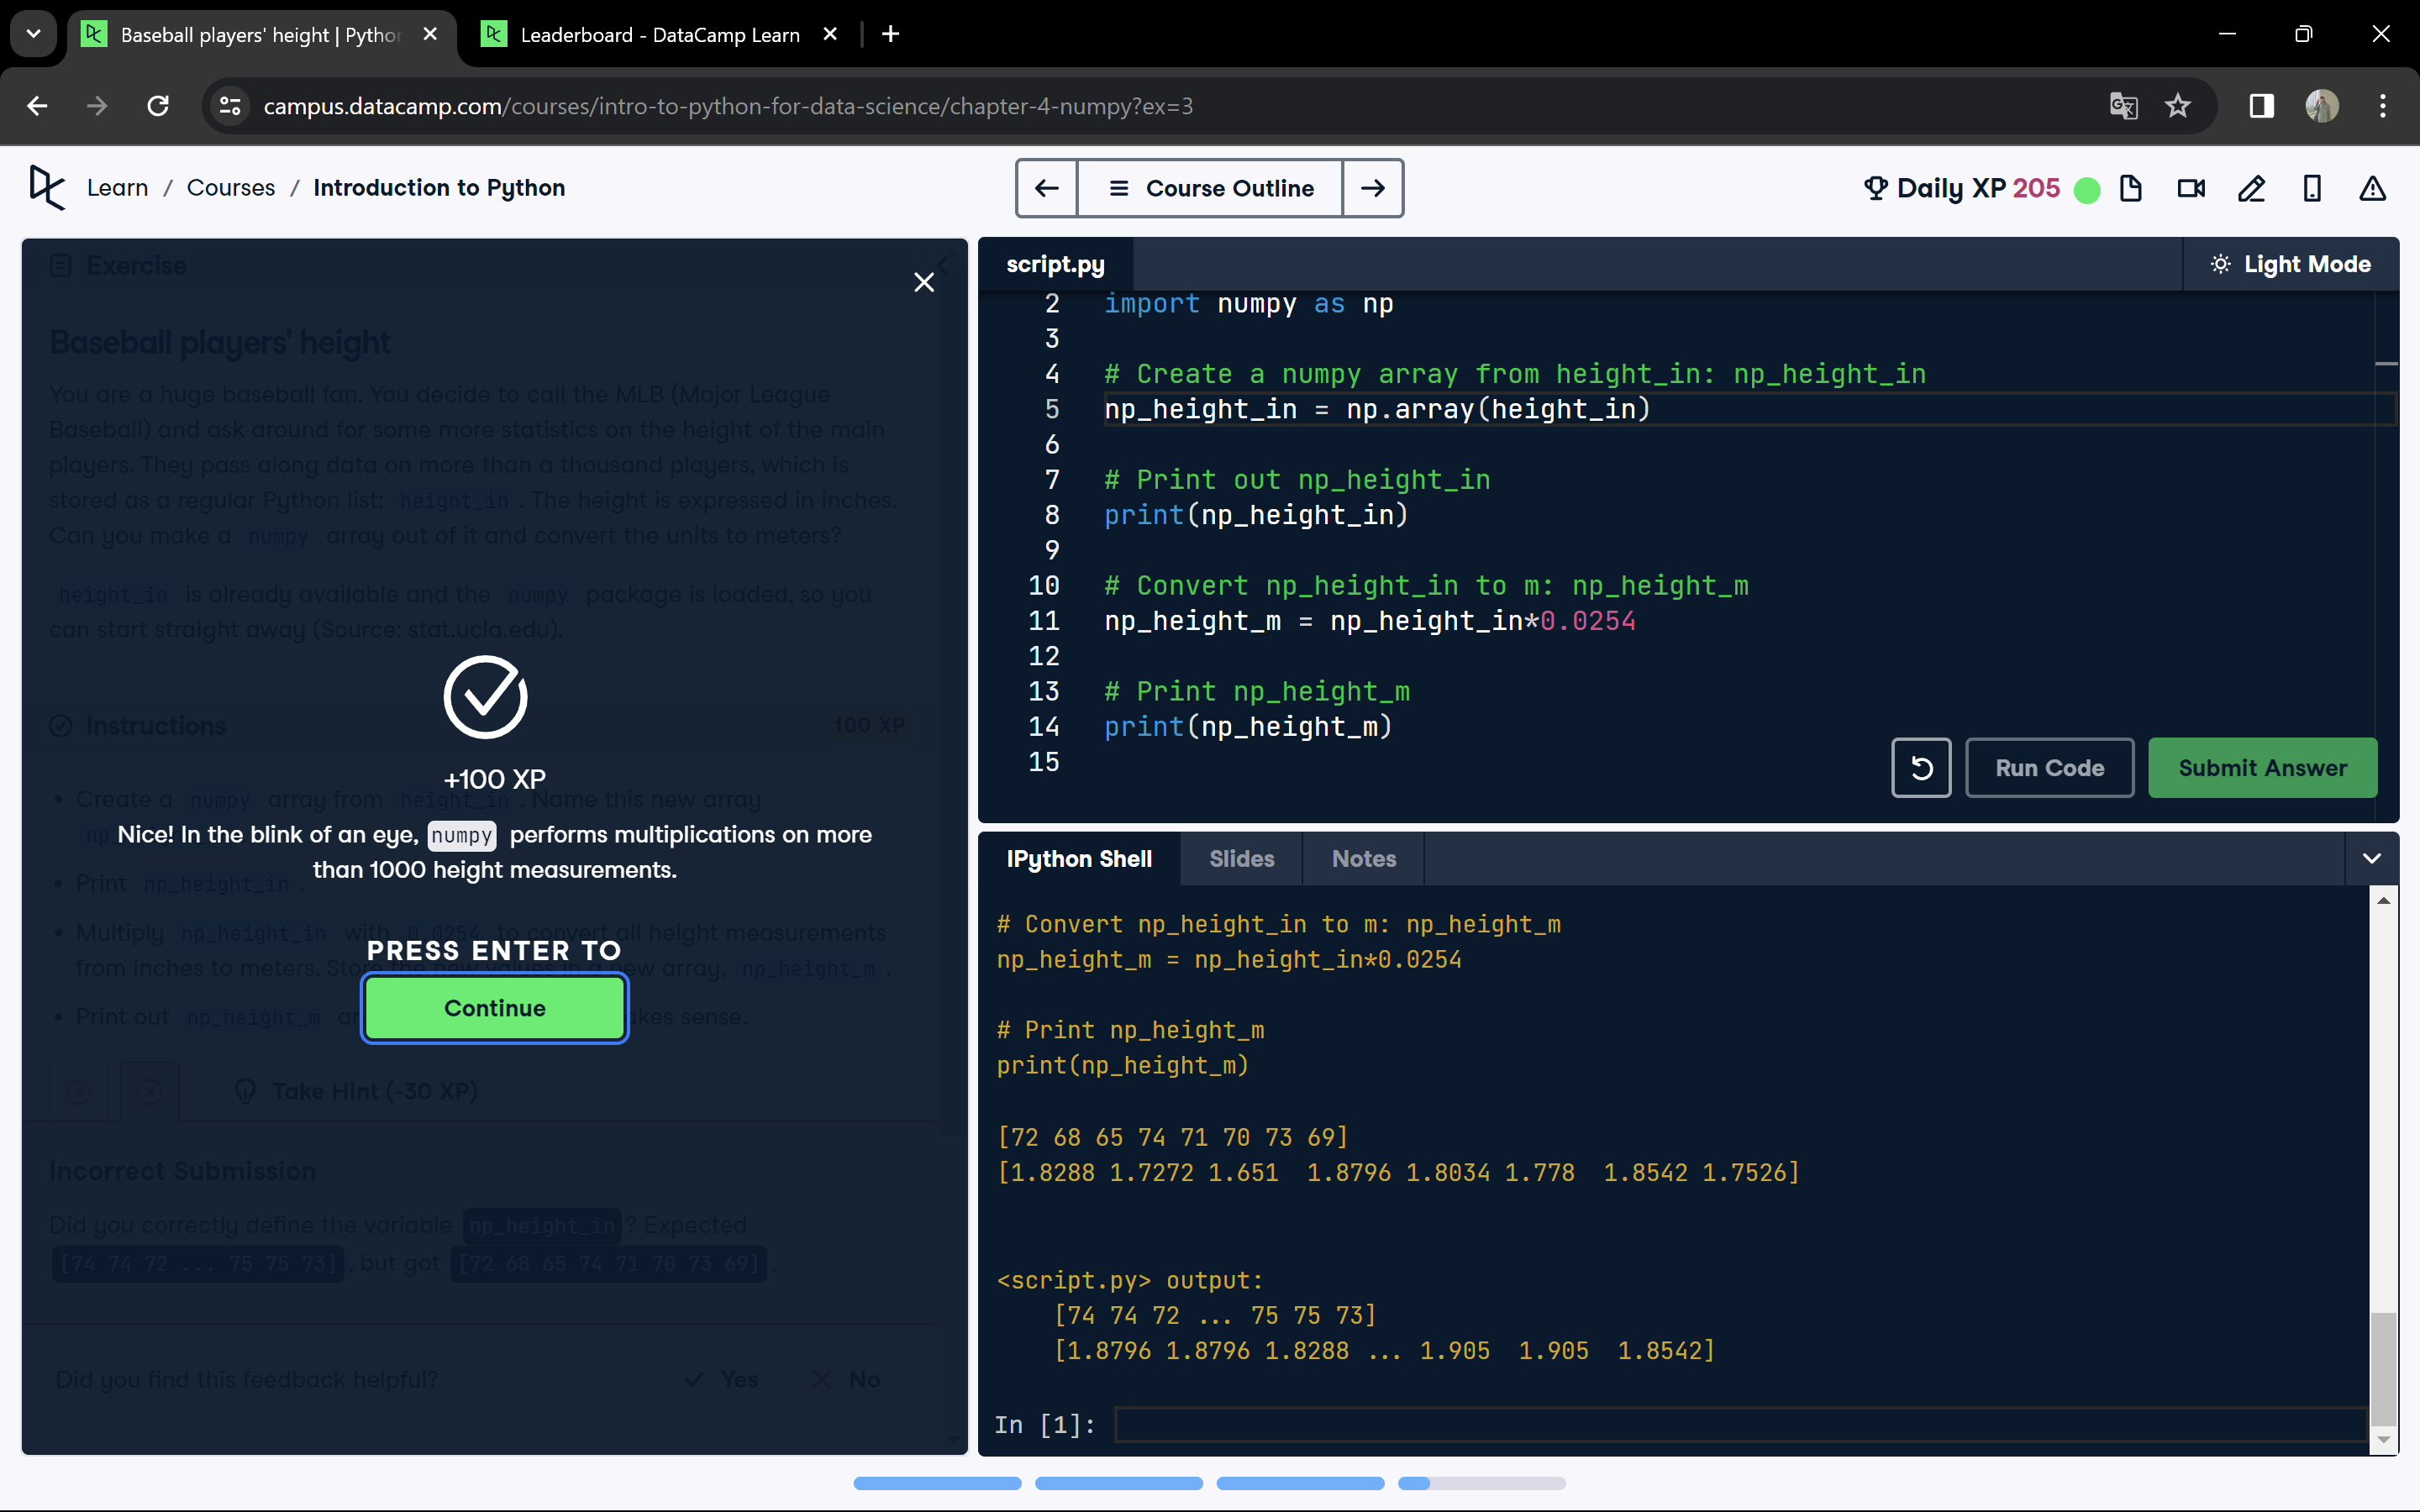 Baseball players' height | Pytho
Leaderboard - DataCamp Learn
campus.datacamp.com/courses/intro-to-python-for-data-science/chapter-4-numpy?ex=3
Learn / Courses / Introduction to Python
Course Outline
Daily XP 205
Exercise
Baseball players' height
You are a huge baseball fan. You decide to call the MLB (Major League
Baseball) and ask around for some more statistics on the height of the main
players. They pass along data on more than a thousand players, which is
stored as a regular Python list: height_in. The height is expressed in inches.
Can you make a numpy array out of it and convert the units to meters?
height_in is already available and the numpy package is loaded, so you
can start straight away (Source: stat.ucla.edu).
Instructions
100 XP
+100 XP
Create a numpy array from height_in. Name this new array
Nice! In the blink of an eye, numpy performs multiplications on more
than 1000 height measurements.
Print np_height_in.
Multiply np_height_in with 0.0254 to convert all height measurements
from inches to meters. Store the new values in a new array, np_height_m.
PRESS ENTER TO
Continue
Print out np_height_m
sense.
Take Hint (-30 XP)
Incorrect Submission
Did you correctly define the variable np_height_in? Expected
[74 74 72 ... 75 75 73], but got [72 68 65 74 71 70 73 69].
Did you find this feedback helpful?
Yes
No
script.py
Light Mode
2 import numpy as np
3
4 # Create a numpy array from height_in: np_height_in
5 np_height_in = np.array(height_in)
6
7 # Print out np_height_in
8 print(np_height_in)
9
10 # Convert np_height_in to m: np_height_m
11 np_height_m = np_height_in*0.0254
12
13 # Print np_height_m
14 print(np_height_m)
15
Run Code
Submit Answer
IPython Shell
Slides
Notes
# Convert np_height_in to m: np_height_m
np_height_m = np_height_in*0.0254
# Print np_height_m
print(np_height_m)
[72 68 65 74 71 70 73 69]
[1.8288 1.7272 1.651  1.8796 1.8034 1.778  1.8542 1.7526]
<script.py> output:
[74 74 72 ... 75 75 73]
[1.8796 1.8796 1.8288 ... 1.905  1.905  1.8542]
In [1]: